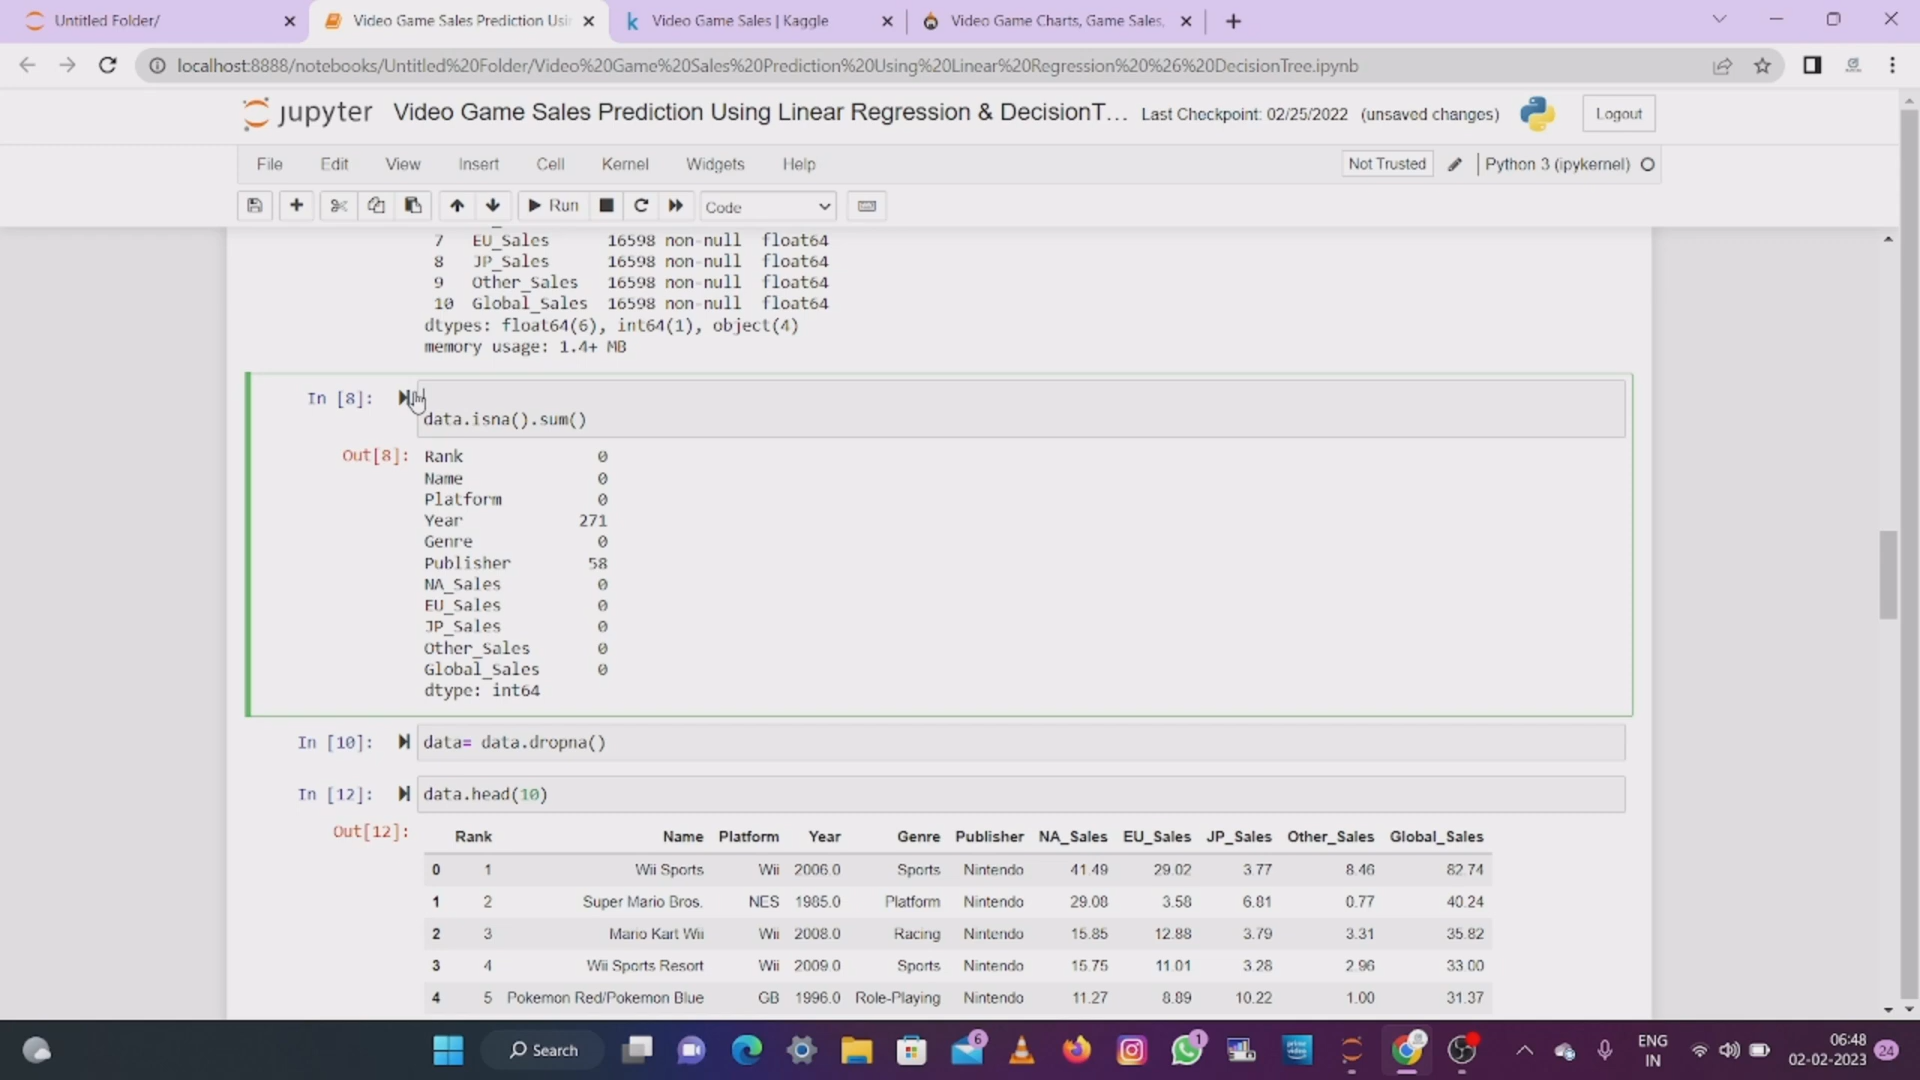 Untitled Folder/
Video Game Sales Prediction Usi
Video Game Sales | Kaggle
Video Game Charts, Game Sales,
localhost:8888/notebooks/Untitled%20Folder/Video%20Game%20Sales%20Prediction%20Using%20Linear%20Regression%20%26%20DecisionTree.ipynb
jupyter Video Game Sales Prediction Using Linear Regression & DecisionT... Last Checkpoint: 02/25/2022 (unsaved changges) Logout
File Edit View Insert Cell Kernel Widgets Help Not Trusted Python 3 (ipykernel)
Run Code
7 EU_Sales 16598 non-null float64
8 JP_Sales 16598 non-null float64
9 Other_Sales 16598 non-null float64
10 Global_Sales 16598 non-null float64
dtypes: float64(6), int64(1), object(4)
memory usage: 1.4+ MB
In [8]:
data.isna().sum()
Out[8]: Rank 0
Name 0
Platform 0
Year 271
Genre 0
Publisher 58
NA_Sales 0
EU_Sales 0
JP_Sales 0
Other_Sales 0
Global_Sales 0
dtype: int64
In [10]: data= data.dropna()
In [12]: data.head(10)
Out[12]: Rank Name Platform Year Genre Publisher NA_Sales EU_Sales JP_Sales Other_Sales Global_Sales
0 1 Wii Sports Wii 2006.0 Sports Nintendo 41.49 29.02 3.77 8.46 82.74
1 2 Super Mario Bros. NES 1985.0 Platform Nintendo 29.08 3.58 6.81 0.77 40.24
2 3 Mario Kart Wii Wii 2008.0 Racing Nintendo 15.85 12.88 3.79 3.31 35.82
3 4 Wii Sports Resort Wii 2009.0 Sports Nintendo 15.75 11.01 3.28 2.96 33.00
4 5 Pokemon Red/Pokemon Blue GB 1996.0 Role-Playing Nintendo 11.27 8.89 10.22 1.00 31.37
Search 6 1 prime video ENG IN 06:48 02-02-2023 24